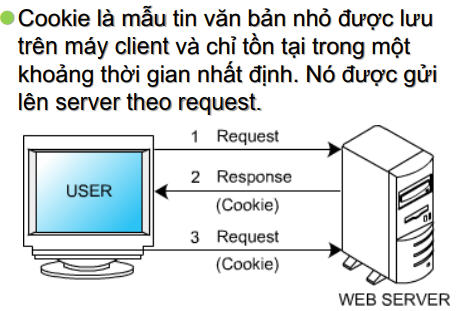 Cookie là mẩu tin văn bản nhỏ được lưu
trên máy client và chỉ tồn tại trong một
khoảng thời gian nhất định. Nó được gửi
lên server theo request.
1 Request
2 Response
(Cookie)
3 Request
(Cookie)
USER
WEB SERVER